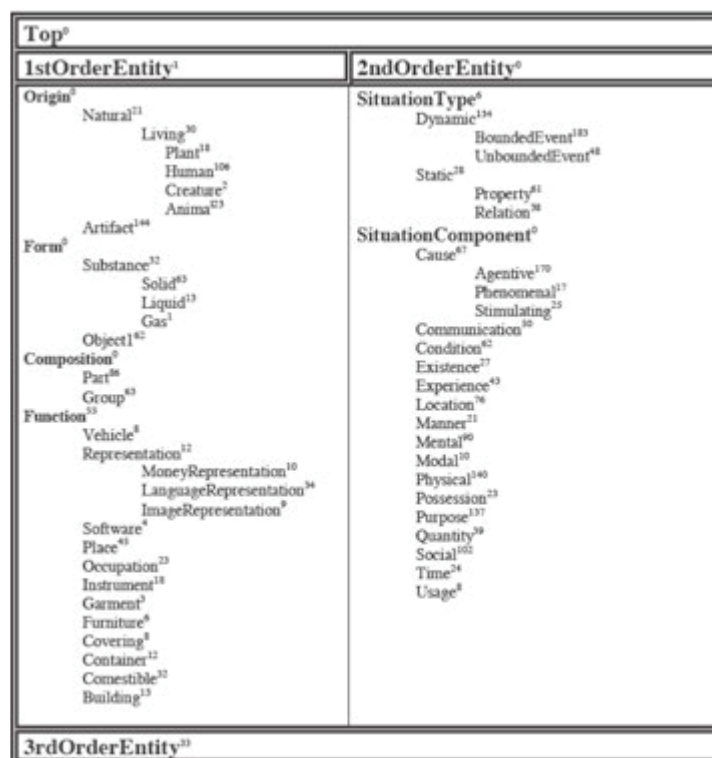 Top⁰
1stOrderEntity¹
2ndOrderEntity⁰
Origin⁰
Natural²¹
Living³⁰
Plant¹⁸
Human¹⁰⁶
Creature²
Anima¹²³
Artifact¹⁴⁴
Form⁰
Substance³²
Solid⁶³
Liquid¹³
Gas¹
Object1⁶²
Composition⁰
Part⁸⁶
Group⁶³
Function⁵⁵
Vehicle⁸
Representation¹²
MoneyRepresentation¹⁰
LanguageRepresentation³⁴
ImageRepresentation⁹
Software⁴
Place⁴⁵
Occupation²³
Instrument¹⁸
Garment³
Furniture⁶
Covering⁸
Container¹²
Comestible³²
Building¹³
SituationType⁶
Dynamic¹³⁴
BoundedEvent¹⁸³
UnboundedEvent⁴⁸
Static²⁸
Property⁶¹
Relation³⁸
SituationComponent⁰
Cause⁶⁷
Agentive¹⁷⁰
Phenomenal¹⁷
Stimulating²⁵
Communication⁵⁰
Condition⁶²
Existence²⁷
Experience⁴³
Location⁷⁶
Manner²¹
Mental⁹⁰
Modal¹⁰
Physical¹⁴⁰
Possession²³
Purpose¹³⁷
Quantity³⁹
Social¹⁰²
Time²⁴
Usage⁸
3rdOrderEntity³³